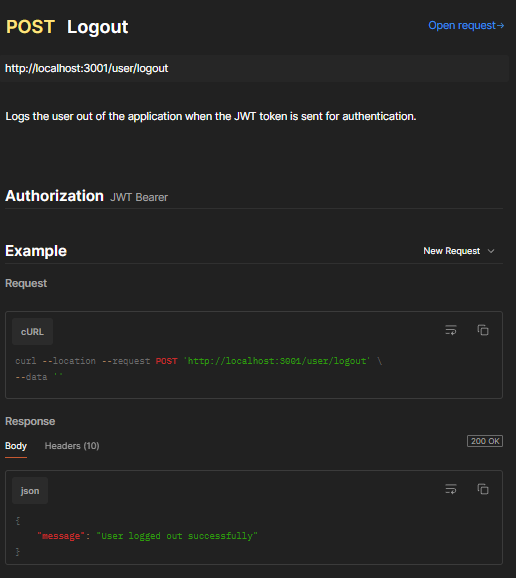 POST Logout
Open request→
http://localhost:3001/user/logout
Logs the user out of the application when the JWT token is sent for authentication.
Authorization JWT Bearer
Example
New Request
Request
cURL
curl --location --request POST `http://localhost:3001/user/logout` \
--data ``
Response
Body Headers (10)
200 OK
json
{
"message": "User logged out successfully"
}